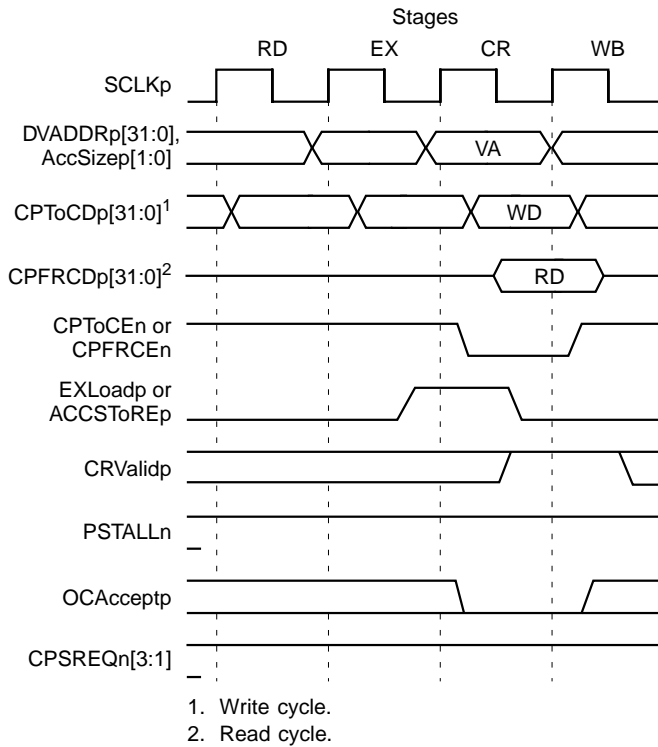 Stages
RD EX CR WB
SCLKp
DVADDRp[31:0],
AccSizep[1:0]
VA
CPToCDp[31:0]1
WD
CPFRCDp[31:0]2
RD
CPToCEn or
CPFRCEn
EXLoadp or
ACCSToREp
CRValidp
PSTALLn
OCAcceptp
CPSREQn[3:1]
1. Write cycle.
2. Read cycle.